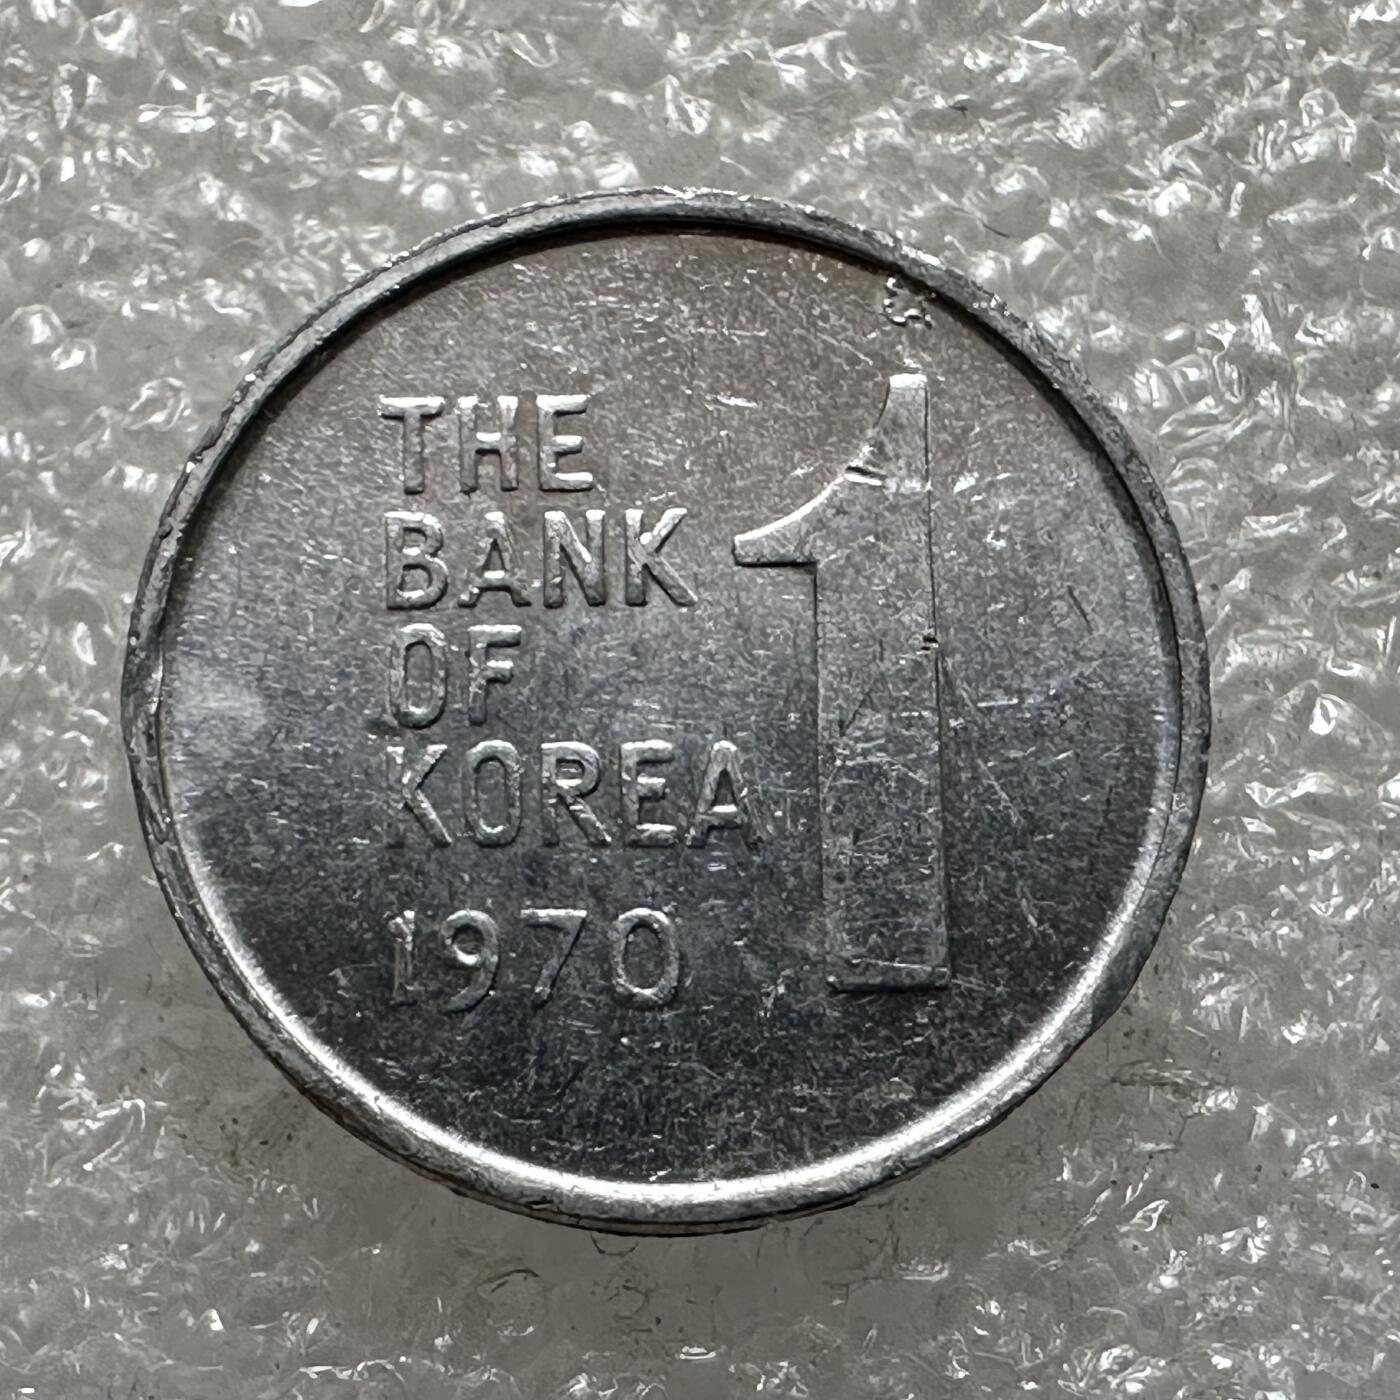 THE
BANK
OF
KOREA
1970
1